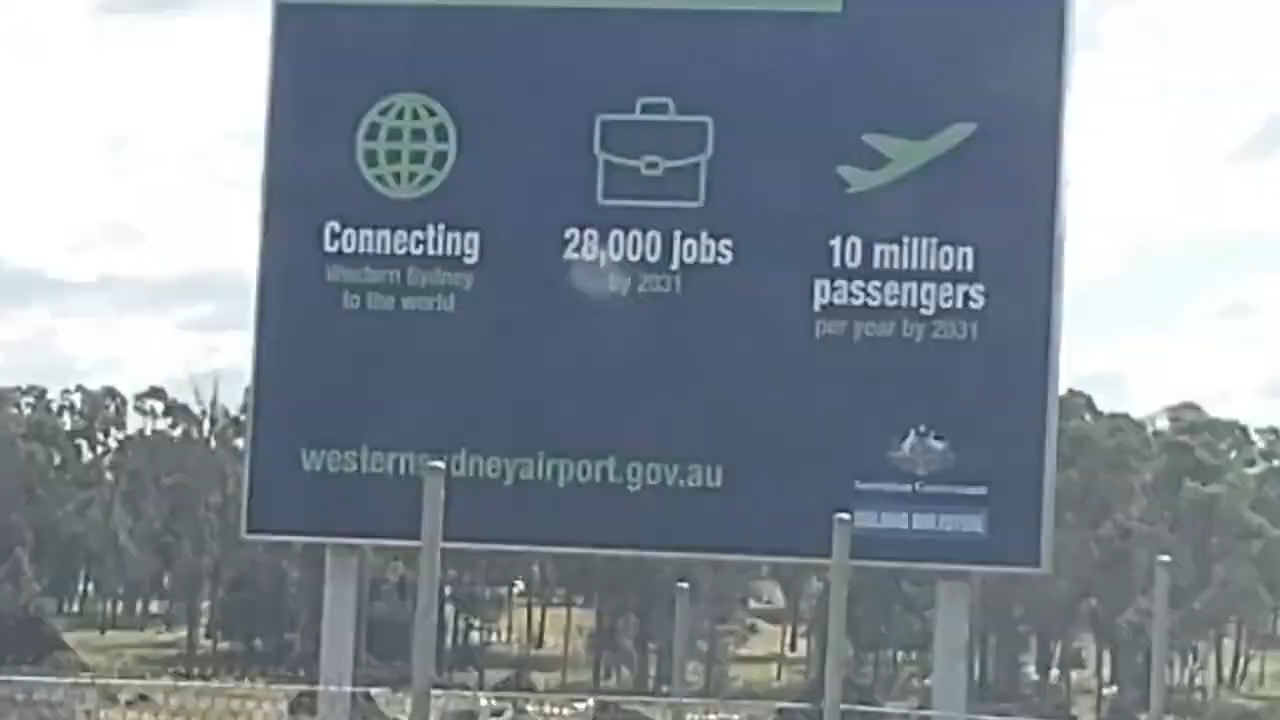 Connecting
Western Sydney
to the world
28,000 jobs
by 2031
10 million
passengers
per year by 2031
westernsydneyairport.gov.au
Australian Government